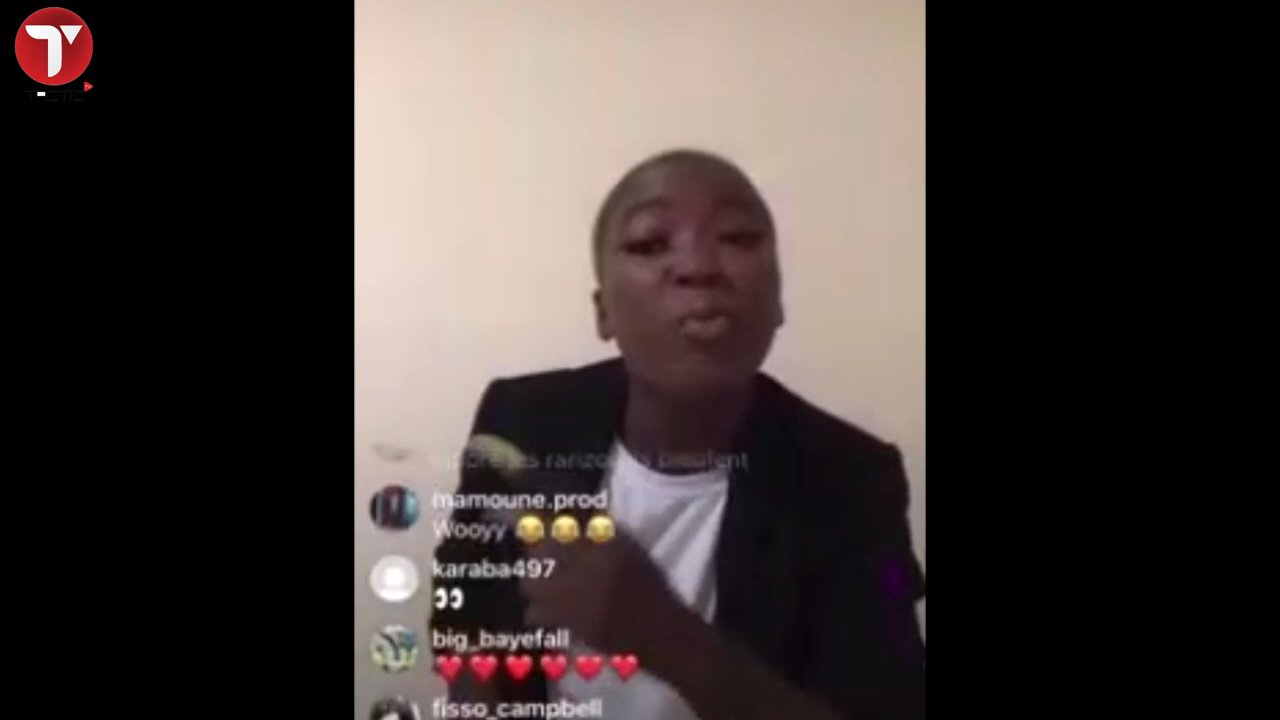 mamoune.prod
Wooyy 😂😂😂
karaba497
👀
big_bayefall
❤️❤️❤️❤️❤️❤️
fisso_campbell